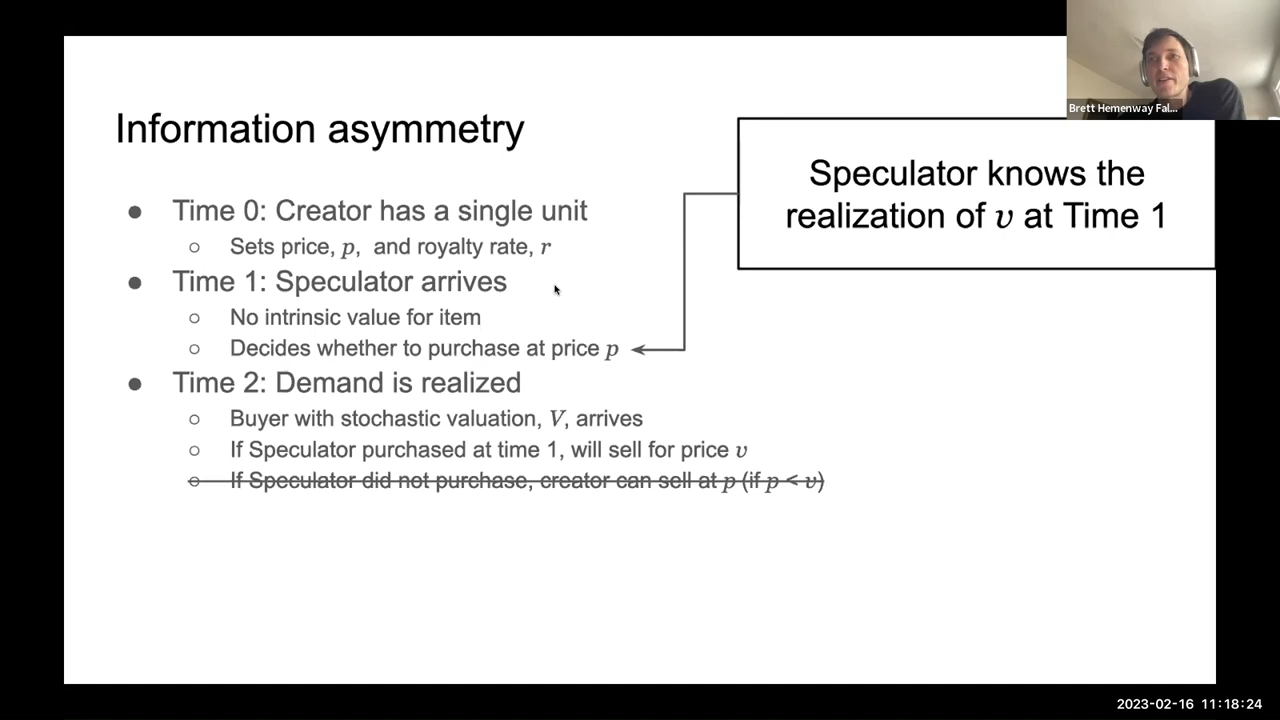 Brett Hemenway Fal...
Information asymmetry
Speculator knows the
realization of v at Time 1
● Time 0: Creator has a single unit
○ Sets price, p, and royalty rate, r
● Time 1: Speculator arrives
○ No intrinsic value for item
○ Decides whether to purchase at price p
● Time 2: Demand is realized
○ Buyer with stochastic valuation, V, arrives
○ If Speculator purchased at time 1, will sell for price v
○ If Speculator did not purchase, creator can sell at p (if p < v)
2023-02-16 11:18:24